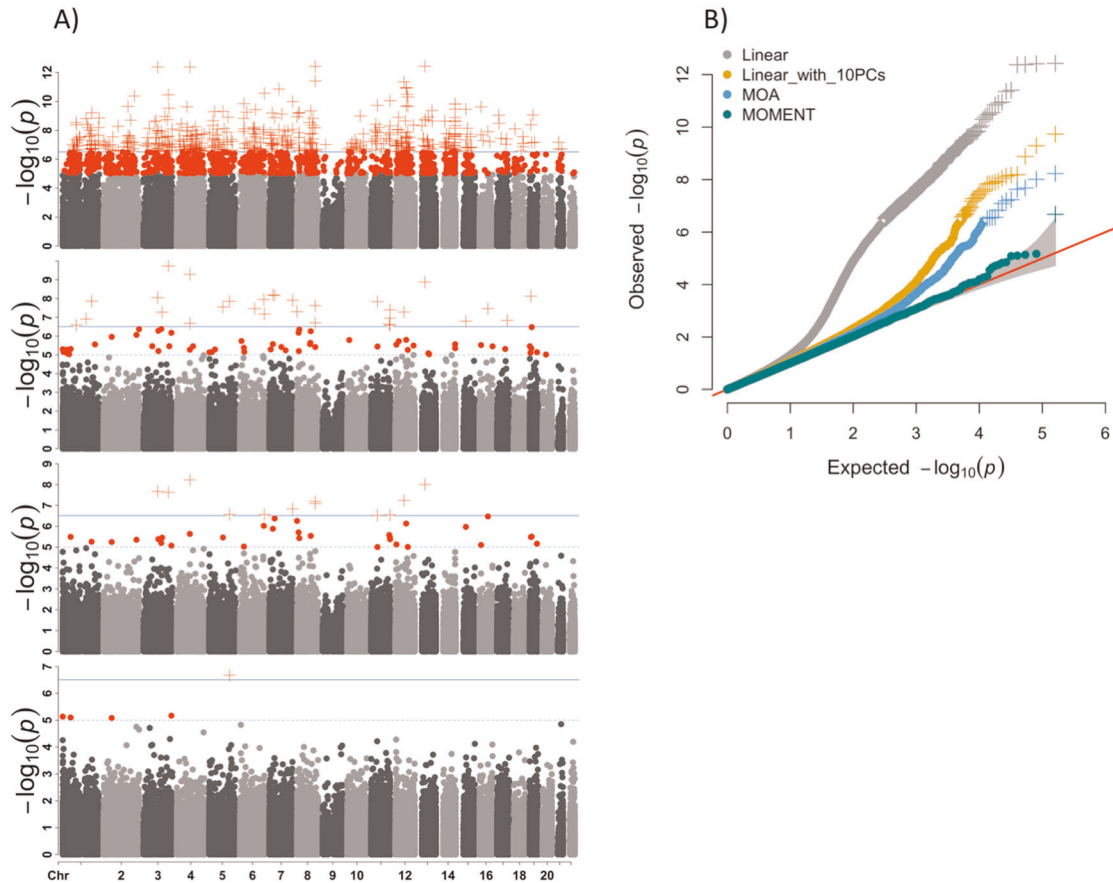 A)
−log10(p)
0 2 4 6 7 8 9 10 12
−log10(p)
0 1 2 3 4 5 6 7 8 9
−log10(p)
0 1 2 3 4 5 6 7 8 9
−log10(p)
0 1 2 3 4 5 6 7
Chr 2 3 4 5 6 7 8 9 10 12 14 16 18 20
B)
Linear
Linear_with_10PCs
MOA
MOMENT
Observed −log10(p)
0 2 4 6 8 10 12
0 1 2 3 4 5 6
Expected −log10(p)